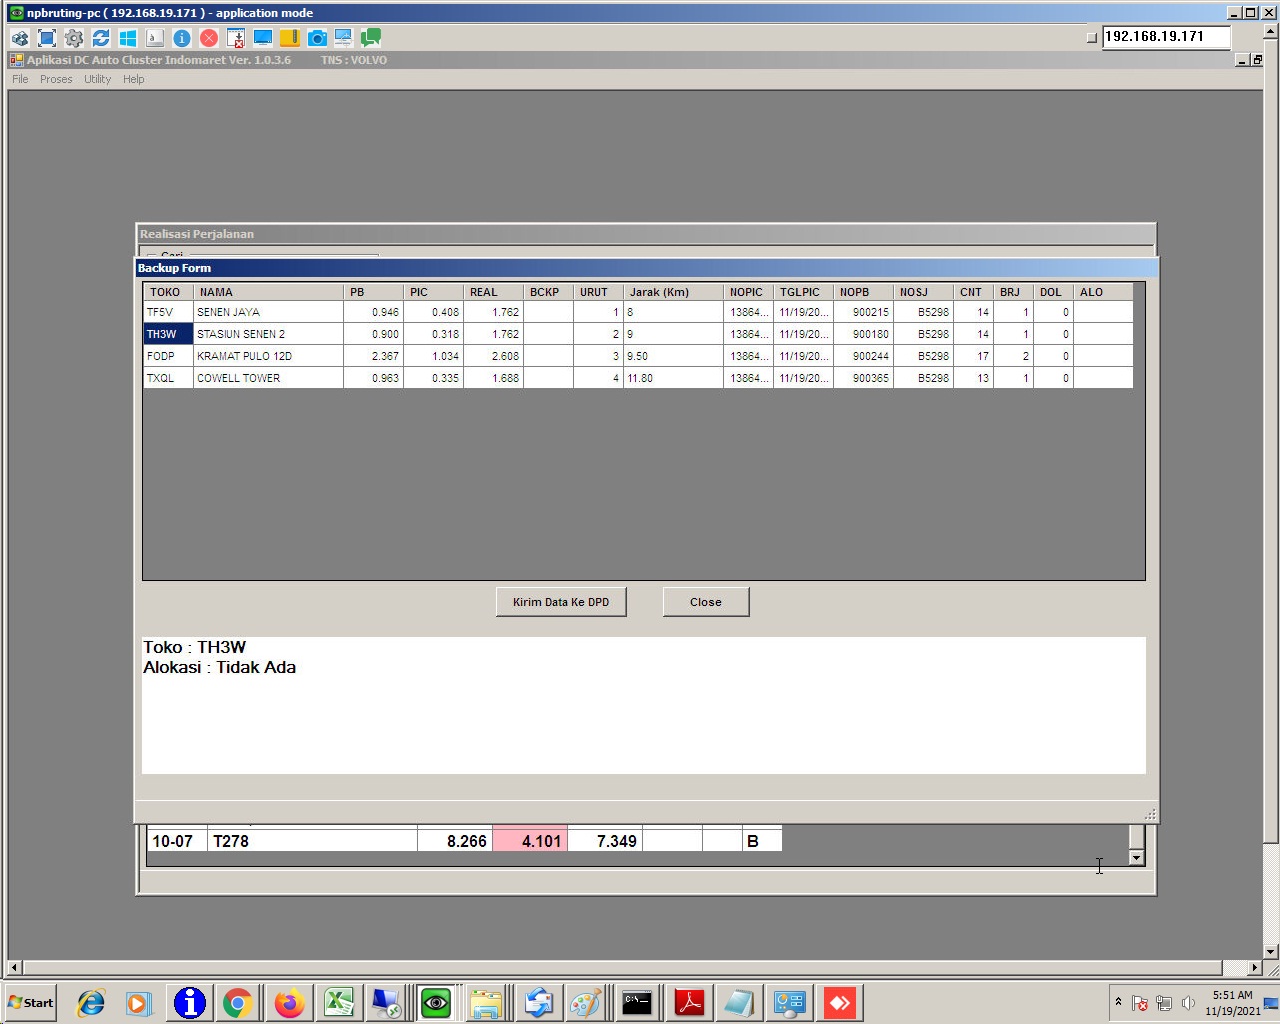 npbruting-pc ( 192.168.19.171 ) - application mode
192.168.19.171
Aplikasi DC Auto Cluster Indomaret Ver. 1.0.3.6 TNS : VOLVO
File Proses Utility Help
Realisasi Perjalanan
Cari
Backup Form
TOKO NAMA PB PIC REAL BCKP URUT Jarak (Km) NOPIC TGLPIC NOPB NOSJ CNT BRJ DOL ALO
TF5V SENEN JAYA 0.946 0.408 1.762 1 8 13864... 11/19/20... 900215 B5298 14 1 0
TH3W STASIUN SENEN 2 0.900 0.318 1.762 2 9 13864... 11/19/20... 900180 B5298 14 1 0
FODP KRAMAT PULO 12D 2.367 1.034 2.608 3 9.50 13864... 11/19/20... 900244 B5298 17 2 0
TXQL COWELL TOWER 0.963 0.335 1.688 4 11.80 13864... 11/19/20... 900365 B5298 13 1 0
Kirim Data Ke DPD Close
Toko : TH3W
Alokasi : Tidak Ada
10-07 T278 8.266 4.101 7.349 B
Start
C:\
5:51 AM
11/19/2021